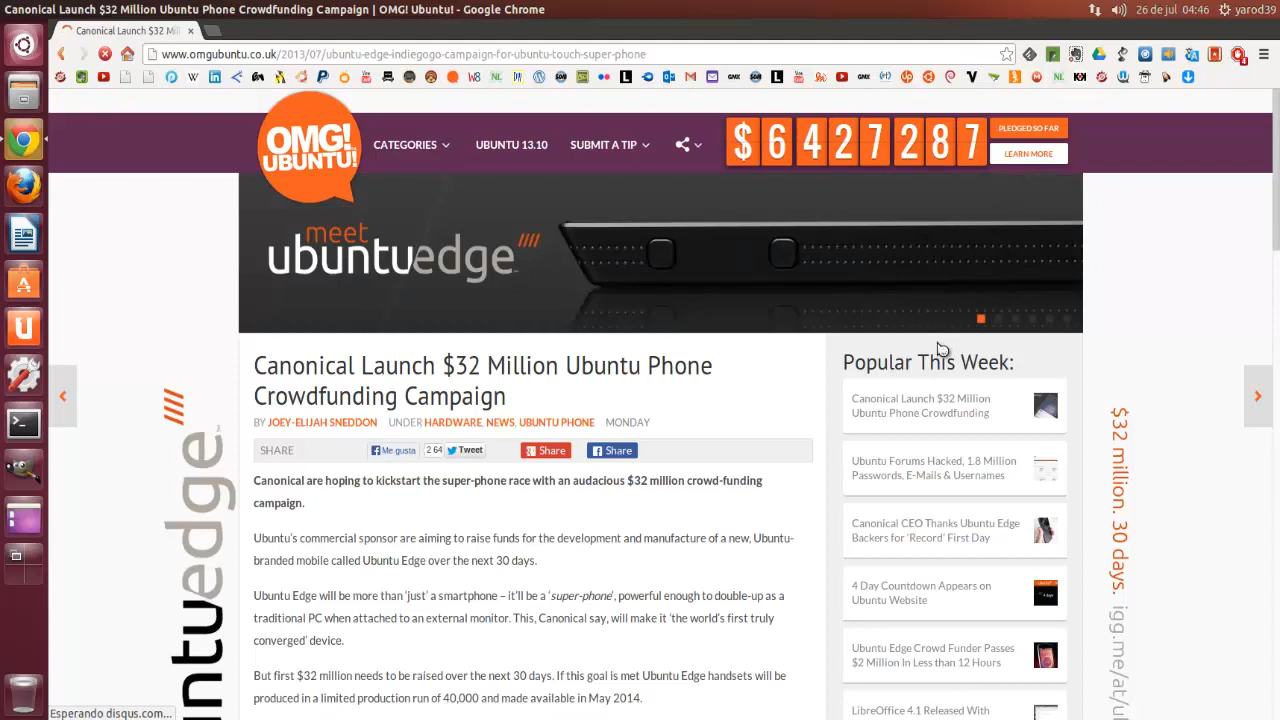 Canonical Launch $32 Million Ubuntu Phone Crowdfunding Campaign | OMG! Ubuntu! - Google Chrome
26 de jul 04:46
yarod39
Canonical Launch $32 Mil
www.omgubuntu.co.uk/2013/07/ubuntu-edge-indiegogo-campaign-for-ubuntu-touch-super-phone
OMG!
UBUNTU!
CATEGORIES
UBUNTU 13.10
SUBMIT A TIP
$6427287
PLEDGED SO FAR
LEARN MORE
meet
ubuntuedge
Canonical Launch $32 Million Ubuntu Phone
Crowdfunding Campaign
BY JOEY-ELIJAH SNEDDON UNDER HARDWARE, NEWS, UBUNTU PHONE MONDAY
SHARE
Me gusta
2 64
Tweet
Share
Share
Canonical are hoping to kickstart the super-phone race with an audacious $32 million crowd-funding
campaign.
Ubuntu's commercial sponsor are aiming to raise funds for the development and manufacture of a new, Ubuntu-
branded mobile called Ubuntu Edge over the next 30 days.
Ubuntu Edge will be more than 'just' a smartphone – it'll be a 'super-phone', powerful enough to double-up as a
traditional PC when attached to an external monitor. This, Canonical say, will make it 'the world's first truly
converged' device.
But first $32 million needs to be raised over the next 30 days. If this goal is met Ubuntu Edge handsets will be
produced in a limited production-run of 40,000 and made available in May 2014.
Popular This Week:
Canonical Launch $32 Million
Ubuntu Phone Crowdfunding
Ubuntu Forums Hacked, 1.8 Million
Passwords, E-Mails & Usernames
Canonical CEO Thanks Ubuntu Edge
Backers for 'Record' First Day
4 Day Countdown Appears on
Ubuntu Website
Ubuntu Edge Crowd Funder Passes
$2 Million In Less than 12 Hours
LibreOffice 4.1 Released With
untuedge
$32 million. 30 days. igg.me/at/u
Esperando disqus.com...